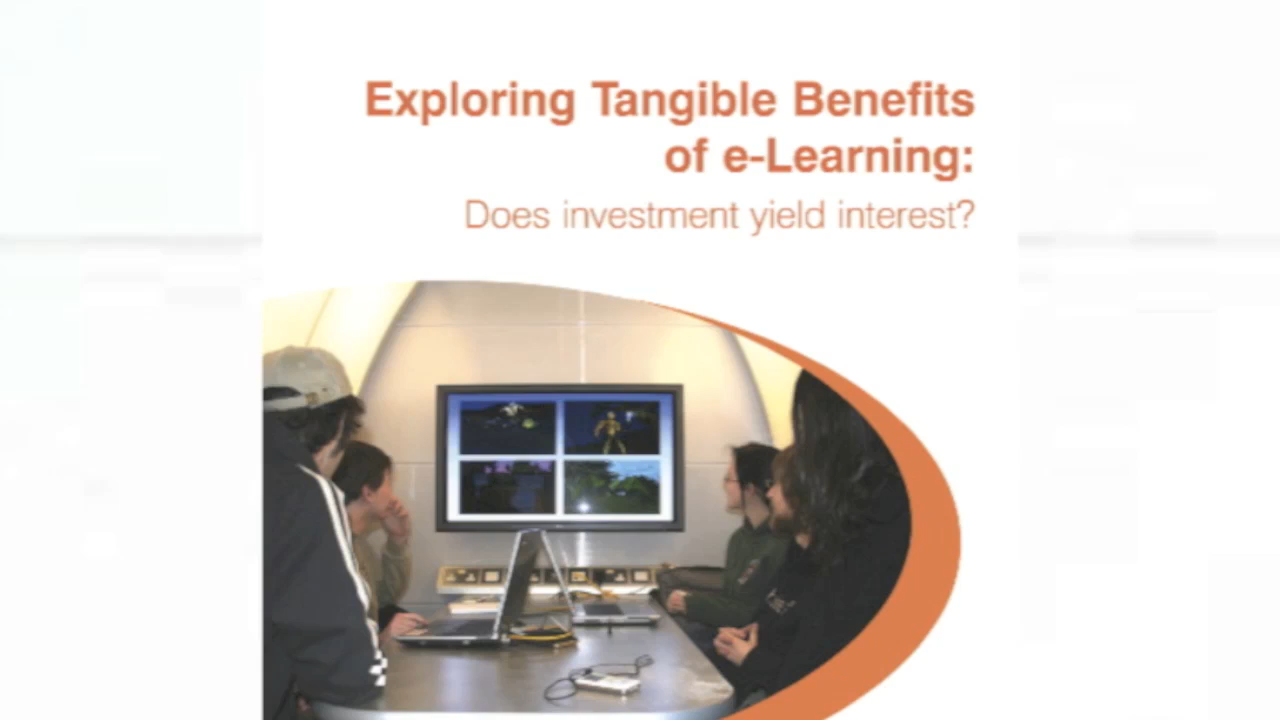 Exploring Tangible Benefits
of e-Learning:
Does investment yield interest?